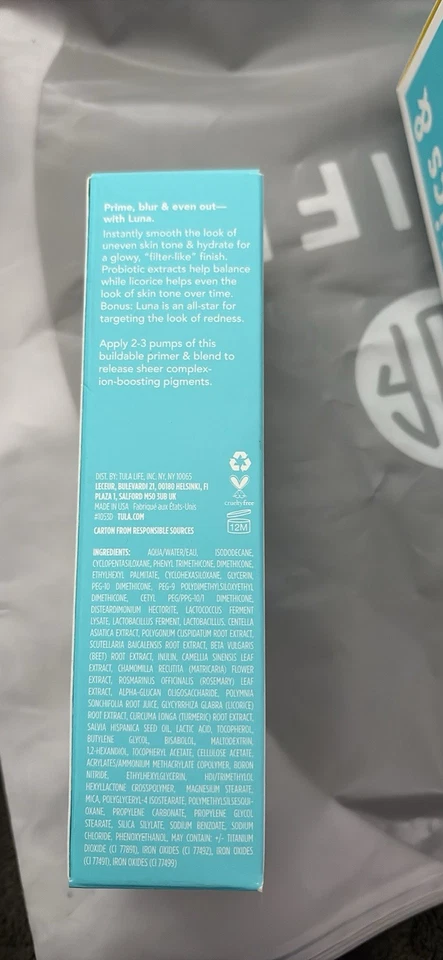 Prime, blur & even out—
with Luna.
Instantly smooth the look of
uneven skin tone & hydrate for
a glowy, "filter-like" finish.
Probiotic extracts help balance
while licorice helps even the
look of skin tone over time.
Bonus: Luna is an all-star for
targeting the look of redness.
Apply 2-3 pumps of this
buildable primer & blend to
release sheer complex-
ion-boosting pigments.
DIST. BY: TULA LIFE, INC. NY, NY 10065
LECEUR, BULEVARDI 21, 00180 HELSINKI, FI
PLAZA 1, SALFORD M50 3UB UK
MADE IN USA Fabriqué aux États-Unis
#10530 TULA.COM
CARTON FROM RESPONSIBLE SOURCES
crueltyfree
12M
INGREDIENTS: AQUA/WATER/EAU, ISODODECANE,
CYCLOPENTASILOXANE, PHENYL TRIMETHICONE, DIMETHICONE,
ETHYLHEXYL PALMITATE, CYCLOHEXASILOXANE, GLYCERIN,
PEG-10 DIMETHICONE, PEG-9 POLYDIMETHYLSILOXYETHYL
DIMETHICONE, CETYL PEG/PPG-10/1 DIMETHICONE,
DISTEARDIMONIUM HECTORITE, LACTOCOCCUS FERMENT
LYSATE, LACTOBACILLUS FERMENT, LACTOBACILLUS, CENTELLA
ASIATICA EXTRACT, POLYGONUM CUSPIDATUM ROOT EXTRACT,
SCUTELLARIA BAICALENSIS ROOT EXTRACT, BETA VULGARIS
(BEET) ROOT EXTRACT, INULIN, CAMELLIA SINENSIS LEAF
EXTRACT, CHAMOMILLA RECUTITA (MATRICARIA) FLOWER
EXTRACT, ROSMARINUS OFFICINALIS (ROSEMARY) LEAF
EXTRACT, ALPHA-GLUCAN OLIGOSACCHARIDE, POLYMNIA
SONCHIFOLIA ROOT JUICE, GLYCYRRHIZA GLABRA (LICORICE)
ROOT EXTRACT, CURCUMA LONGA (TURMERIC) ROOT EXTRACT,
SALVIA HISPANICA SEED OIL, LACTIC ACID, TOCOPHEROL,
BUTYLENE GLYCOL, BISABOLOL, MALTODEXTRIN,
1,2-HEXANDIOL, TOCOPHERYL ACETATE, CELLULOSE ACETATE,
ACRYLATES/AMMONIUM METHACRYLATE COPOLYMER, BORON
NITRIDE, ETHYLHEXYLGLYCERIN, HDI/TRIMETHYLOL
HEXYLLACTONE CROSSPOLYMER, MAGNESIUM STEARATE,
MICA, POLYGLYCERYL-4 ISOSTEARATE, POLYMETHYLSILSESQUI-
OXANE, PROPYLENE CARBONATE, PROPYLENE GLYCOL
STEARATE, SILICA SILYLATE, SODIUM BENZOATE, SODIUM
CHLORIDE, PHENOXYETHANOL, MAY CONTAIN: +/- TITANIUM
DIOXIDE (CI 77891), IRON OXIDES (CI 77492), IRON OXIDES
(CI 77491), IRON OXIDES (CI 77499)